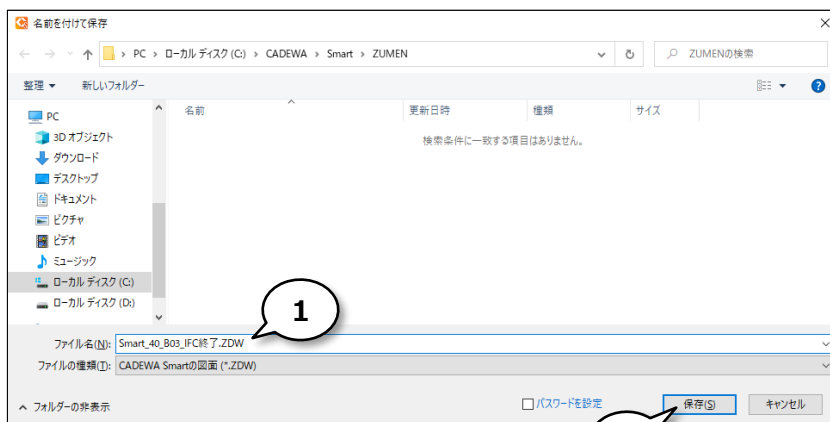 名前を付けて保存
PC › ローカル ディスク (C:) › CADEWA › Smart › ZUMEN
ZUMENの検索
整理
新しいフォルダー
名前 更新日時 種類 サイズ
検索条件に一致する項目はありません。
PC
3D オブジェクト
ダウンロード
デスクトップ
ドキュメント
ピクチャ
ビデオ
ミュージック
ローカル ディスク (C:)
ローカル ディスク (D:)
1
ファイル名(N): Smart_40_B03_IFC終了.ZDW
ファイルの種類(T): CADEWA Smartの図面 (*.ZDW)
フォルダーの非表示
パスワードを設定
保存(S)
キャンセル